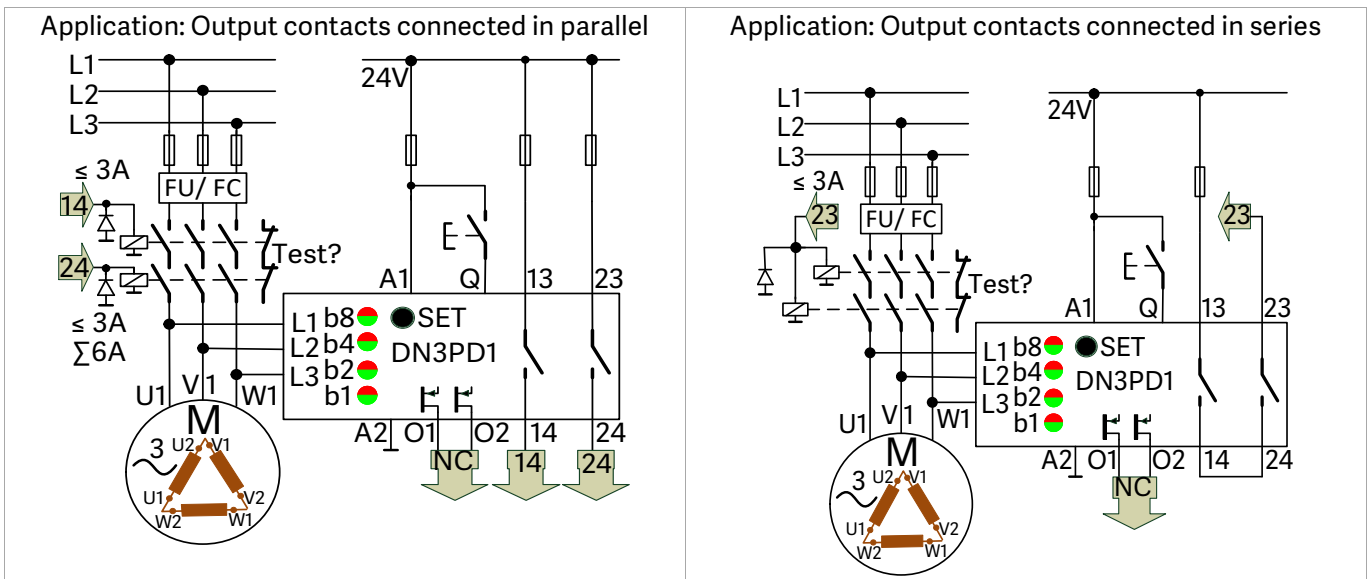 Application: Output contacts connected in parallel
L1
24V
L2
L3
≤ 3A
FU/ FC
14
24
Test?
A1 Q 13 23
≤ 3A
∑6A
L1 b8 SET
L2 b4 DN3PD1
L3 b2
b1
U1 V1 W1
M
A2 O1 O2 14 24
NC 14 24
3
U2 V1
U1 V2
W2 W1
Application: Output contacts connected in series
L1
24V
L2
L3
≤ 3A
23
FU/ FC
23
Test?
A1 Q 13 23
L1 b8 SET
L2 b4 DN3PD1
L3 b2
b1
U1 V1 W1
M
A2 O1 O2 14 24
NC
3
U2 V1
U1 V2
W2 W1